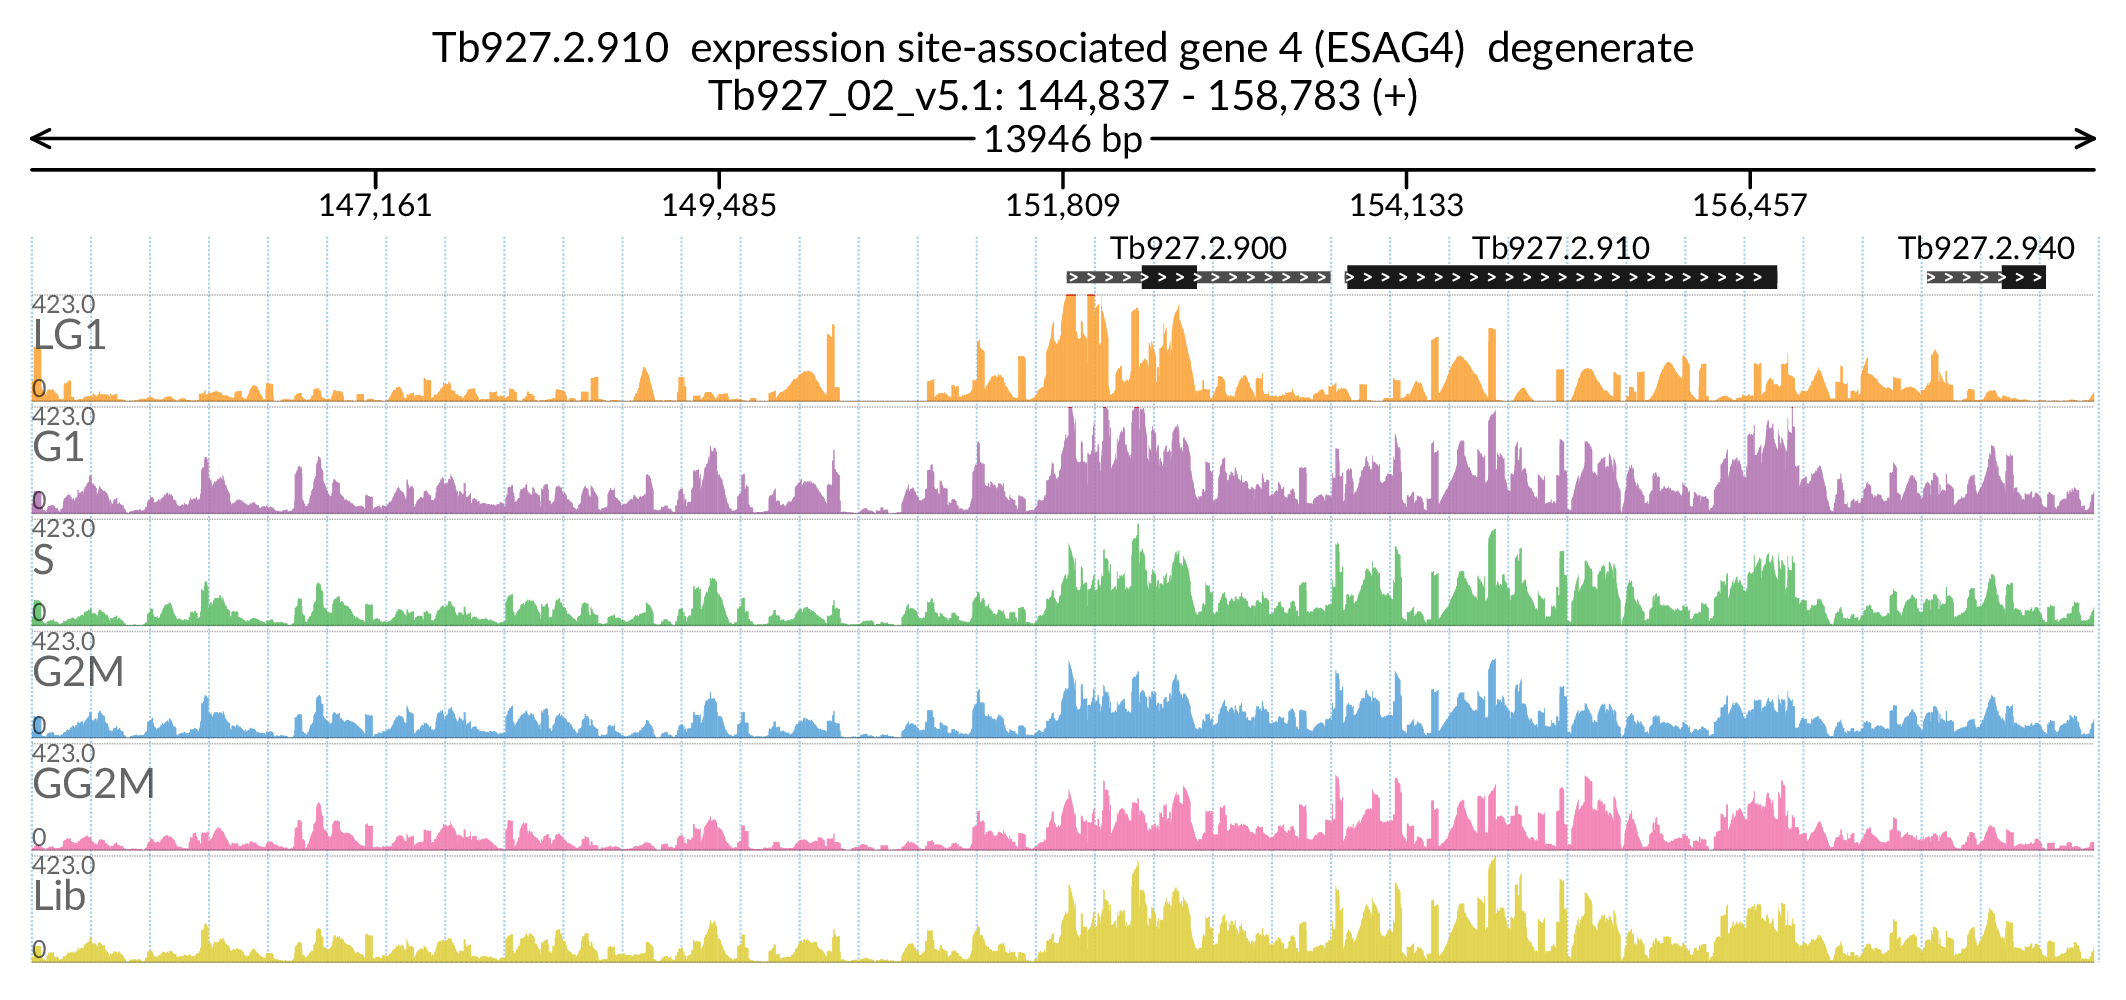 Tb927.2.910  expression site-associated gene 4 (ESAG4)  degenerate
Tb927_02_v5.1: 144,837 - 158,783 (+)
13946 bp
147,161 149,485 151,809 154,133 156,457
Tb927.2.900 Tb927.2.910 Tb927.2.940
423.0
LG1
0
423.0
G1
0
423.0
S
0
423.0
G2M
0
423.0
GG2M
0
423.0
Lib
0